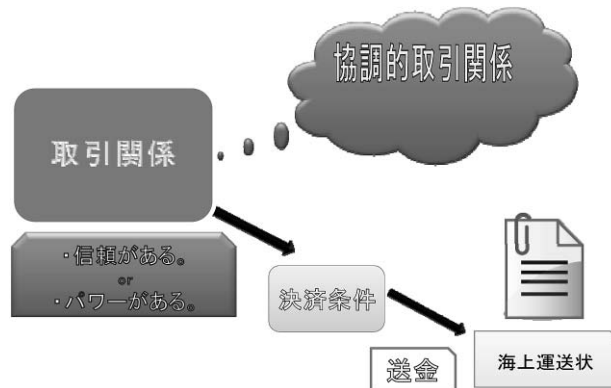 協調的取引関係
取引関係
・信頼がある。
or
・パワーがある。
決済条件
送金
海上運送状